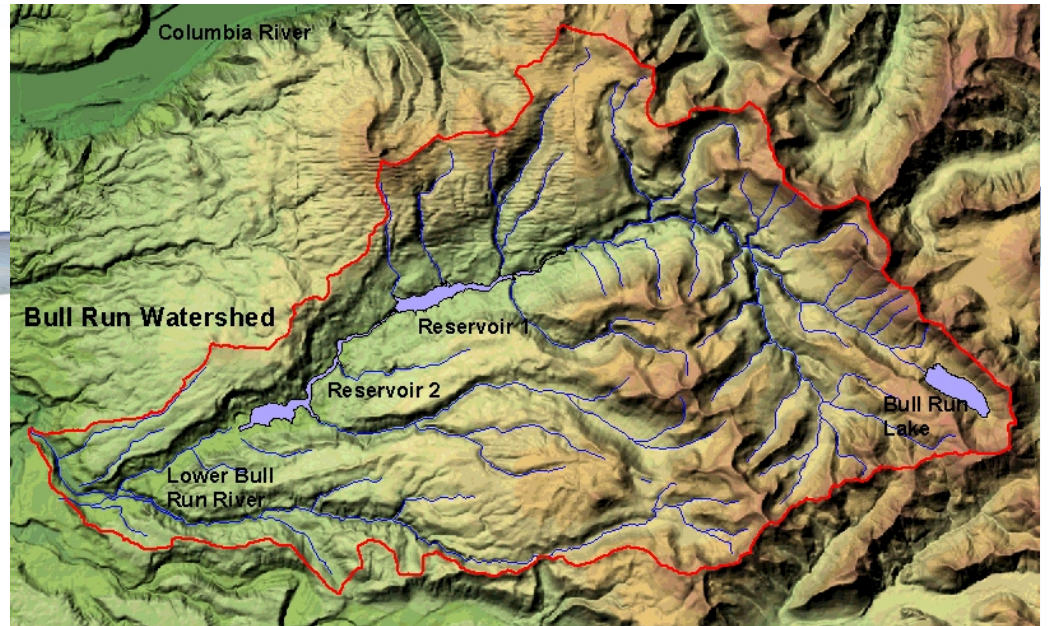 Columbia River
Bull Run Watershed
Reservoir 1
Reservoir 2
Bull Run
Lake
Lower Bull
Run River